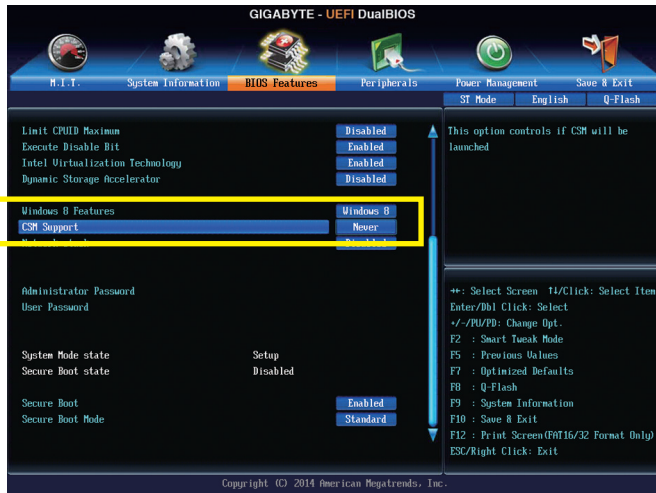 GIGABYTE - UEFI DualBIOS
M.I.T. System Information BIOS Features Peripherals Power Management Save & Exit
ST Mode English Q-Flash
Limit CPUID Maximum Disabled
Execute Disable Bit Enabled
Intel Virtualization Technology Enabled
Dynamic Storage Accelerator Disabled
Windows 8 Features Windows 8
CSM Support Never
Administrator Password
User Password
System Mode state Setup
Secure Boot state Disabled
Secure Boot Enabled
Secure Boot Mode Standard
This option controls if CSM will be
launched
↔: Select Screen ↑↓/Click: Select Item
Enter/Dbl Click: Select
+/-/PU/PD: Change Opt.
F2 : Smart Tweak Mode
F5 : Previous Values
F7 : Optimized Defaults
F8 : Q-Flash
F9 : System Information
F10 : Save & Exit
F12 : Print Screen(FAT16/32 Format Only)
ESC/Right Click: Exit
Copyright (C) 2014 American Megatrends, Inc.